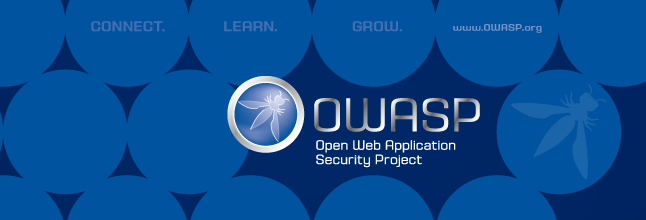 CONNECT. LEARN. GROW. www.OWASP.org
OWASP
Open Web Application
Security Project